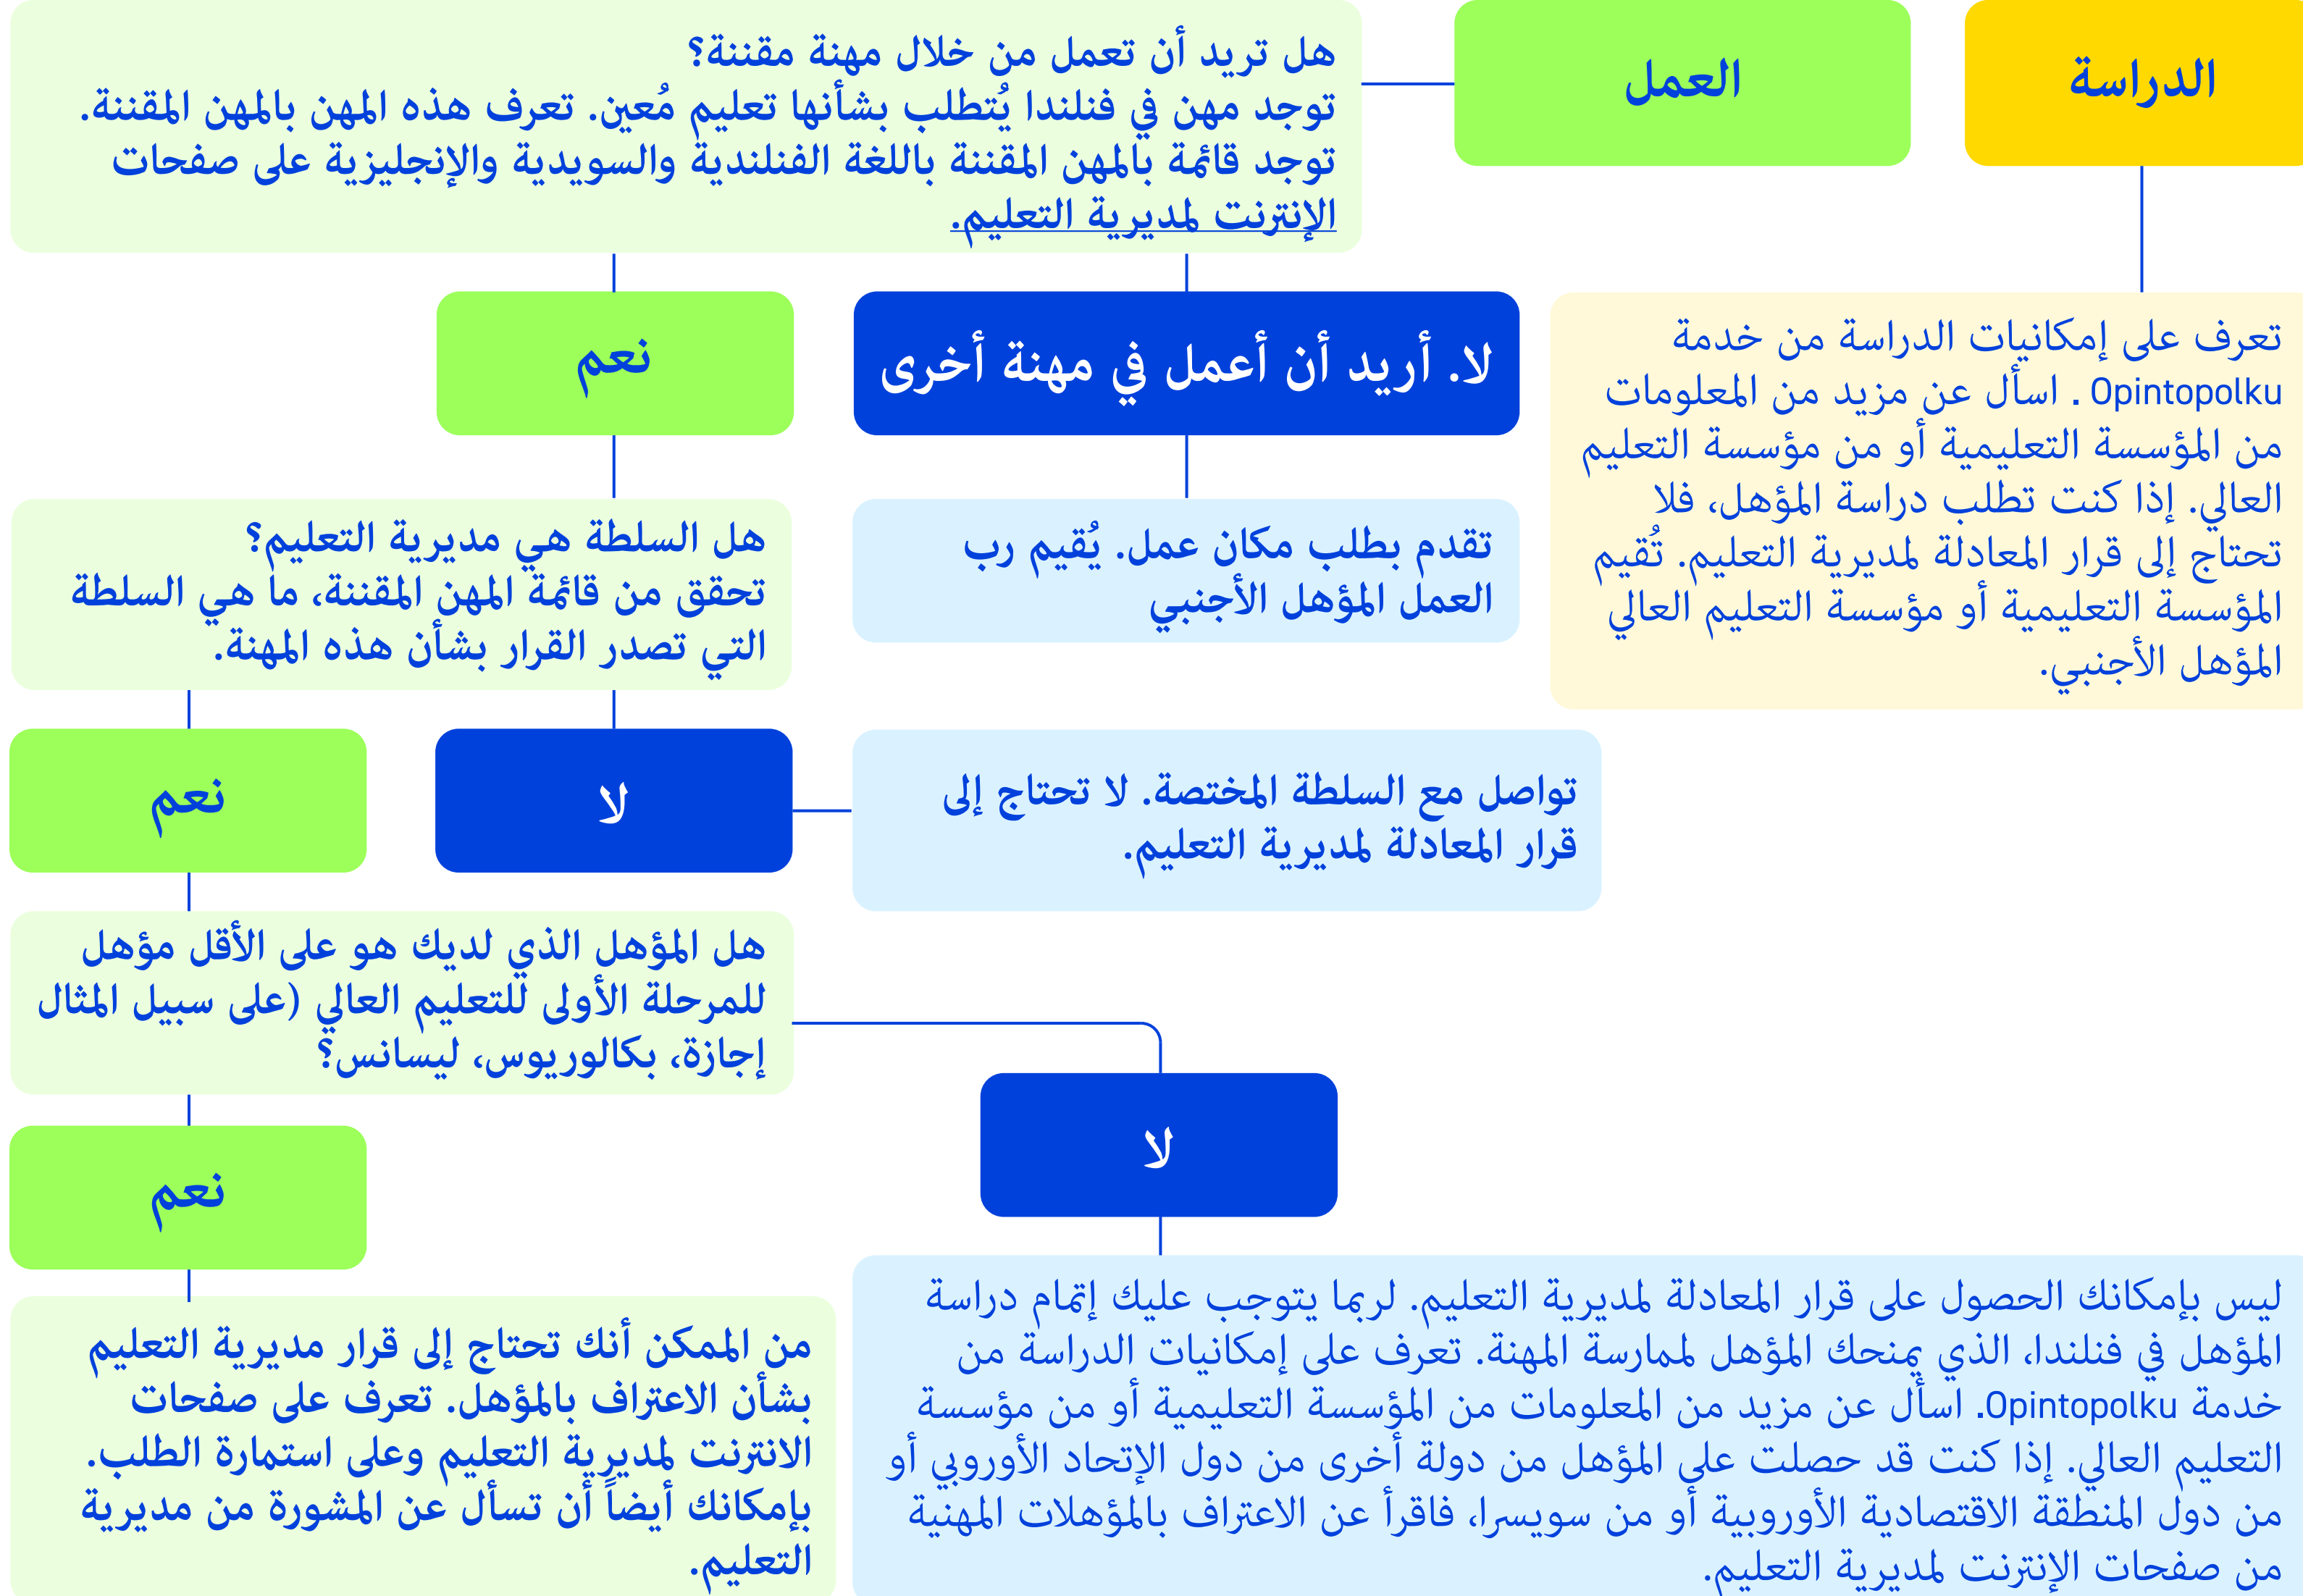 الدراسة
العمل
هل تريد أن تعمل من خلال مهنة مقننة؟
توجد مهن في فنلندا يُتطلب بشأنها تعليم مُعين. تعرف هذه المهن بالمهن المقننة.
توجد قائمة بالمهن المقننة باللغة الفنلندية والسويدية والإنجليزية على صفحات
الإنترنت لمديرية التعليم.
تعرف على إمكانيات الدراسة من خدمة
Opintopolku . اسأل عن مزيد من المعلومات
من المؤسسة التعليمية أو من مؤسسة التعليم
العالي. إذا كنت تطلب دراسة المؤهل، فلا
تحتاج إلى قرار المعادلة لمديرية التعليم. تُقيم
المؤسسة التعليمية أو مؤسسة التعليم العالي
المؤهل الأجنبي.
لا. أريد أن أعمل في مهنة أخرى
نعم
تقدم بطلب مكان عمل. يُقيم رب
العمل المؤهل الأجنبي
هل السلطة هي مديرية التعليم؟
تحقق من قائمة المهن المقننة، ما هي السلطة
التي تصدر القرار بشأن هذه المهنة.
تواصل مع السلطة المختصة. لا تحتاج إلى
قرار المعادلة لمديرية التعليم.
لا
نعم
هل المؤهل الذي لديك هو على الأقل مؤهل
للمرحلة الأولى للتعليم العالي (على سبيل المثال
إجازة، بكالوريوس، ليسانس؟
لا
نعم
ليس بإمكانك الحصول على قرار المعادلة لمديرية التعليم. لربما يتوجب عليك إتمام دراسة
المؤهل في فنلندا، الذي يمنحك المؤهل لممارسة المهنة. تعرف على إمكانيات الدراسة من
خدمة Opintopolku. اسأل عن مزيد من المعلومات من المؤسسة التعليمية أو من مؤسسة
التعليم العالي. إذا كنت قد حصلت على المؤهل من دولة أخرى من دول الإتحاد الأوروبي أو
من دول المنطقة الاقتصادية الأوروبية أو من سويسرا، فاقرأ عن الاعتراف بالمؤهلات المهنية
من صفحات الإنترنت لمديرية التعليم.
من الممكن أنك تحتاج إلى قرار مديرية التعليم
بشأن الاعتراف بالمؤهل. تعرف على صفحات
الانترنت لمديرية التعليم وعلى استمارة الطلب.
بإمكانك أيضاً أن تسأل عن المشورة من مديرية
التعليم.